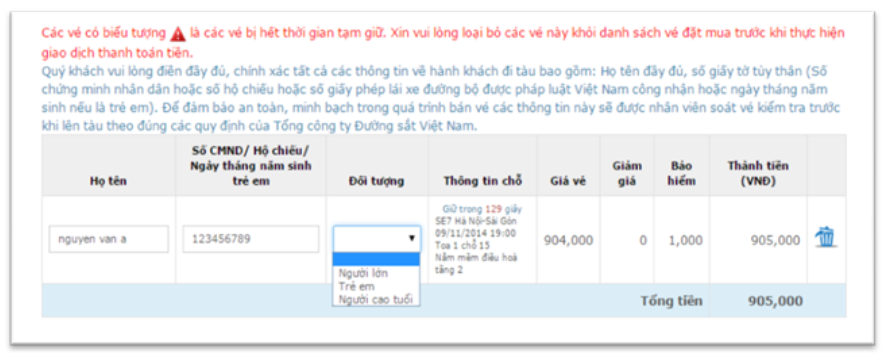 Các vé có biểu tượng là các vé bị hết thời gian tạm giữ. Xin vui lòng loại bỏ các vé này khỏi danh sách vé đặt mua trước khi thực hiện
giao dịch thanh toán tiền.
Quý khách vui lòng điền đầy đủ, chính xác tất cả các thông tin về hành khách đi tàu bao gồm: Họ tên đầy đủ, số giấy tờ tùy thân (Số
chứng minh nhân dân hoặc số hộ chiếu hoặc số giấy phép lái xe đường bộ được pháp luật Việt Nam công nhận hoặc ngày tháng năm
sinh nếu là trẻ em). Để đảm bảo an toàn, minh bạch trong quá trình bán vé các thông tin này sẽ được nhân viên soát vé kiểm tra trước
khi lên tàu theo đúng các quy định của Tổng công ty Đường sắt Việt Nam.
Họ tên
Số CMND/ Hộ chiếu/
Ngày tháng năm sinh
trẻ em
Đối tượng
Thông tin chỗ
Giá vé
Giảm
giá
Bảo
hiểm
Thành tiền
(VNĐ)
nguyen van a
123456789
Người lớn
Trẻ em
Người cao tuổi
Giữ trong 129 giây
SE7 Hà Nội-Sài Gòn
09/11/2014 19:00
Toa 1 chỗ 15
Nằm mềm điều hoà
tầng 2
904,000
0
1,000
905,000
Tổng tiền 905,000